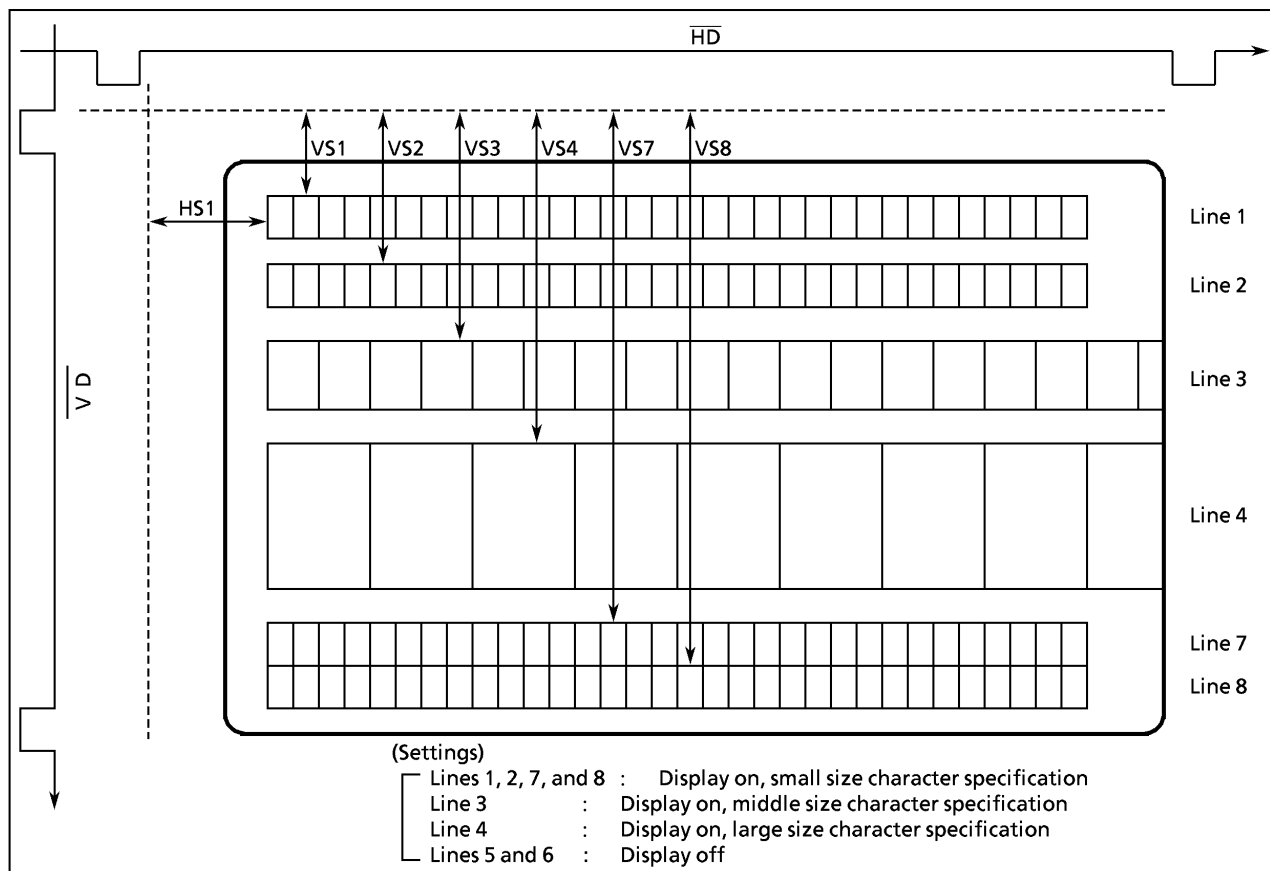 HD
VS1 VS2 VS3 VS4 VS7 VS8
HS1
Line 1
Line 2
Line 3
VD
Line 4
Line 7
Line 8
(Settings)
Lines 1, 2, 7, and 8 : Display on, small size character specification
Line 3 : Display on, middle size character specification
Line 4 : Display on, large size character specification
Lines 5 and 6 : Display off